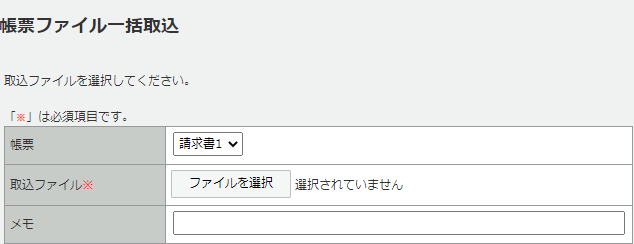 帳票ファイル一括取込
取込ファイルを選択してください。
「※」は必須項目です。
帳票 請求書1
取込ファイル※ ファイルを選択 選択されていません
メモ